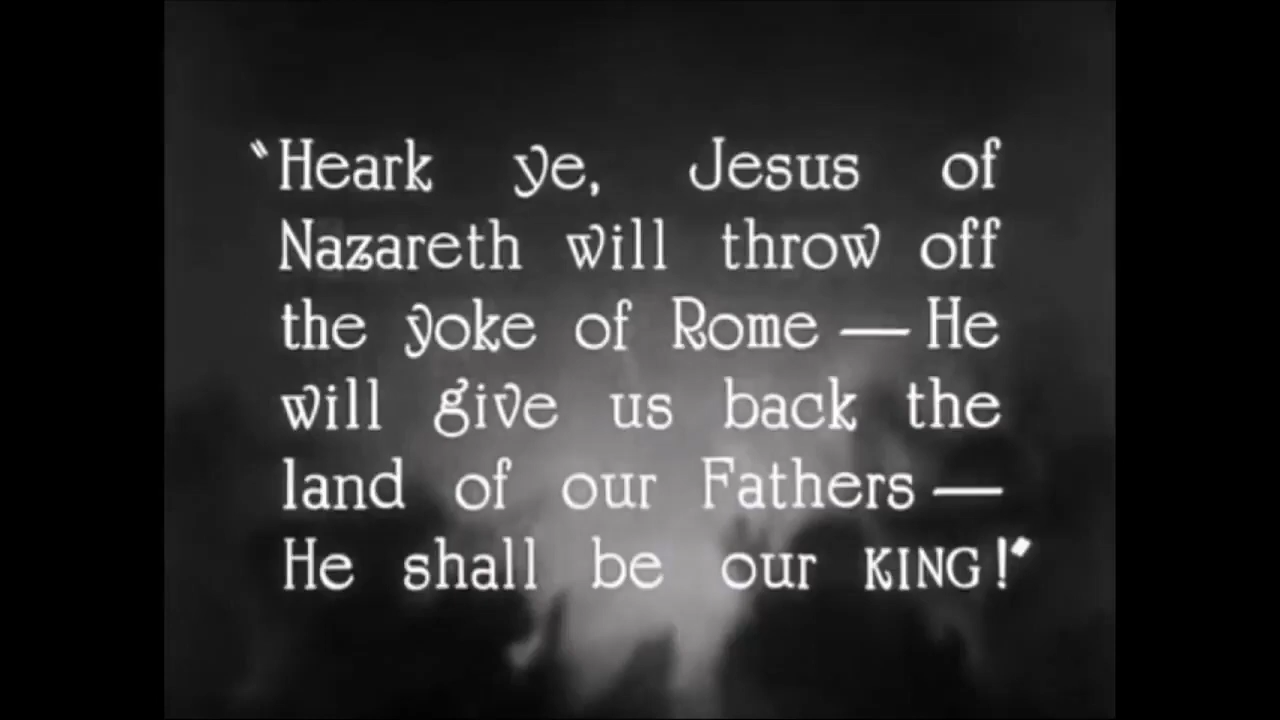 "Heark ye, Jesus of
Nazareth will throw off
the yoke of Rome — He
will give us back the
land of our Fathers —
He shall be our KING!"